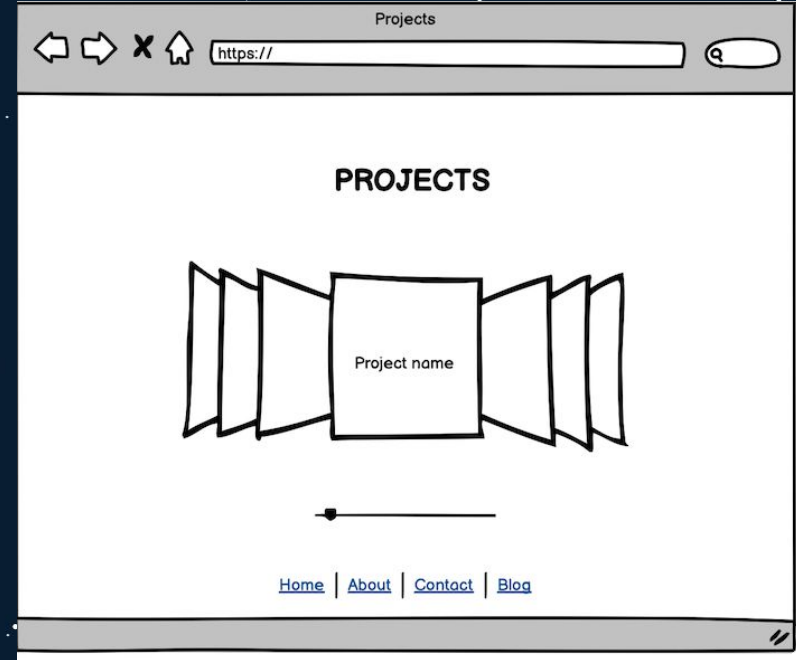 Projects
https://
PROJECTS
Project name
Home | About | Contact | Blog